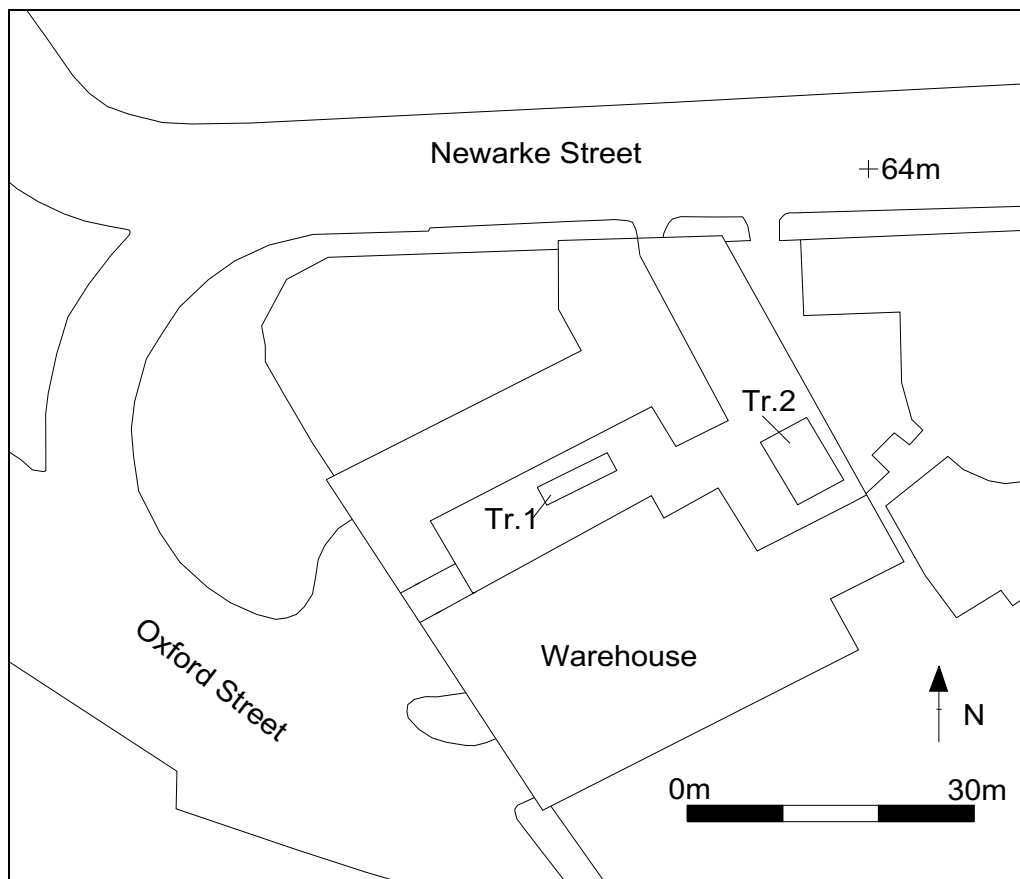 Newarke Street
64m
Tr.2
Tr.1
Oxford Street
Warehouse
N
0m
30m